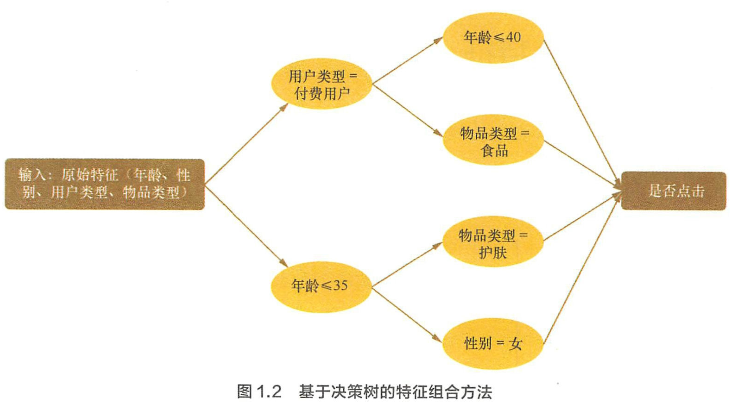 年龄≤40
用户类型 =
付费用户
物品类型 =
食品
输入：原始特征（年龄、性
别、用户类型、物品类型）
是否点击
物品类型 =
护肤
年龄≤35
性别 = 女
图 1.2 基于决策树的特征组合方法